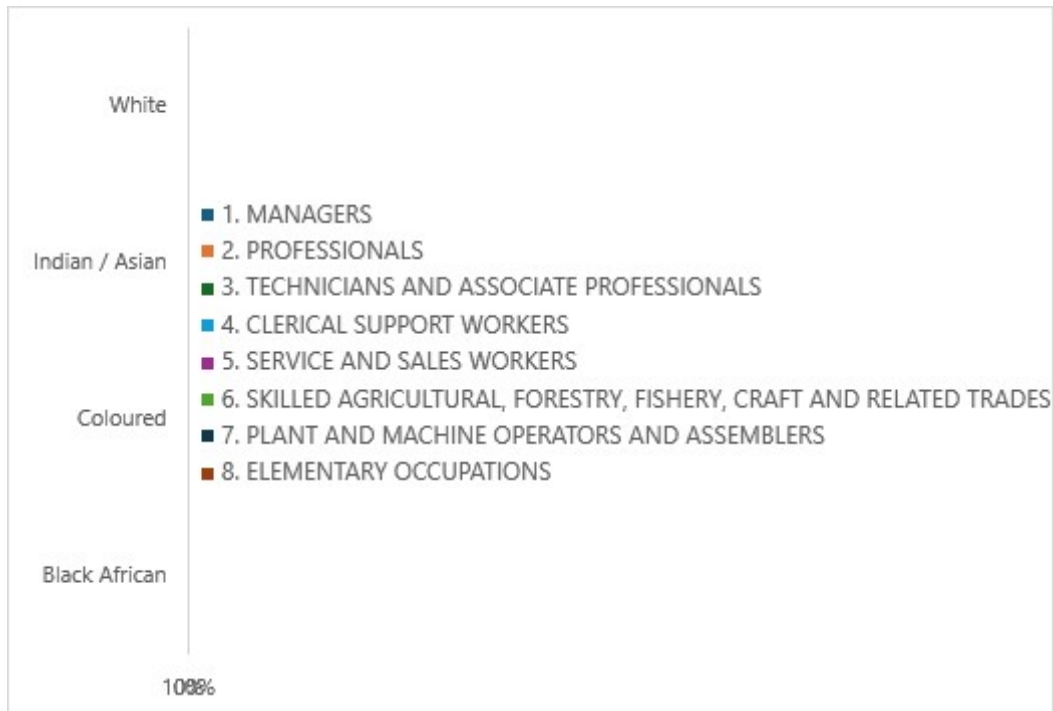 White
1. MANAGERS
2. PROFESSIONALS
Indian / Asian
3. TECHNICIANS AND ASSOCIATE PROFESSIONALS
4. CLERICAL SUPPORT WORKERS
5. SERVICE AND SALES WORKERS
6. SKILLED AGRICULTURAL, FORESTRY, FISHERY, CRAFT AND RELATED TRADES
Coloured
7. PLANT AND MACHINE OPERATORS AND ASSEMBLERS
8. ELEMENTARY OCCUPATIONS
Black African